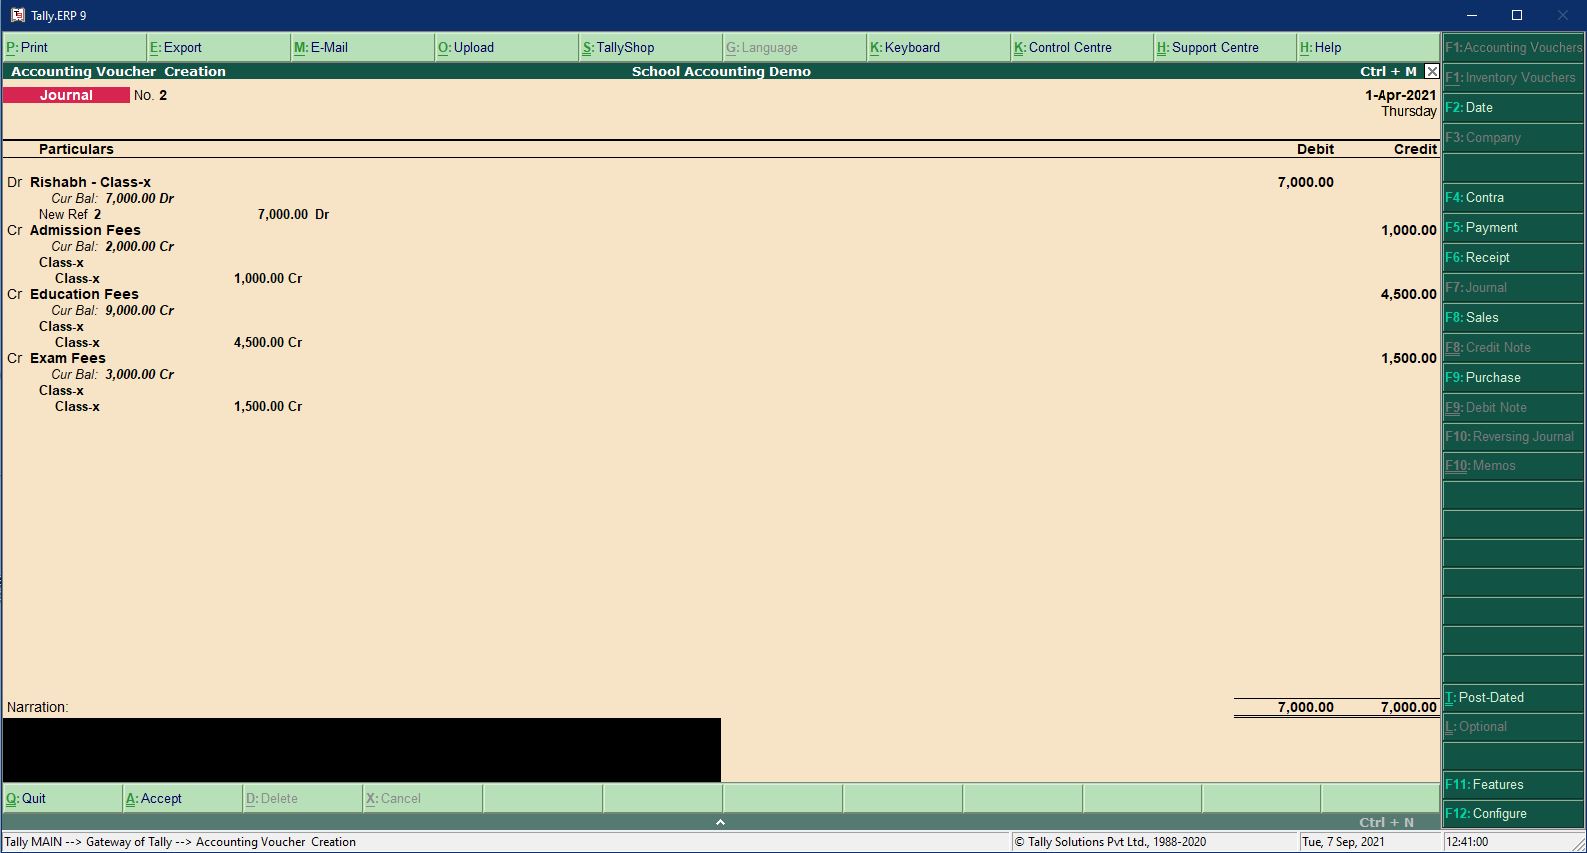 Tally.ERP 9
P: Print E: Export M: E-Mail O: Upload S: TallyShop G: Language K: Keyboard K: Control Centre H: Support Centre H: Help
Accounting Voucher Creation School Accounting Demo Ctrl + M
Journal No. 2 1-Apr-2021
Thursday
Particulars Debit Credit
Dr Rishabh - Class-x 7,000.00
Cur Bal: 7,000.00 Dr
New Ref 2 7,000.00 Dr
Cr Admission Fees 1,000.00
Cur Bal: 2,000.00 Cr
Class-x
Class-x 1,000.00 Cr
Cr Education Fees 4,500.00
Cur Bal: 9,000.00 Cr
Class-x
Class-x 4,500.00 Cr
Cr Exam Fees 1,500.00
Cur Bal: 3,000.00 Cr
Class-x
Class-x 1,500.00 Cr
Narration: 7,000.00 7,000.00
F1: Accounting Vouchers
F1: Inventory Vouchers
F2: Date
F3: Company
F4: Contra
F5: Payment
F6: Receipt
F7: Journal
F8: Sales
F8: Credit Note
F9: Purchase
F9: Debit Note
F10: Reversing Journal
F10: Memos
T: Post-Dated
L: Optional
F11: Features
F12: Configure
Q: Quit A: Accept D: Delete X: Cancel
Ctrl + N
Tally MAIN --> Gateway of Tally --> Accounting Voucher Creation © Tally Solutions Pvt Ltd., 1988-2020 Tue, 7 Sep, 2021 12:41:00